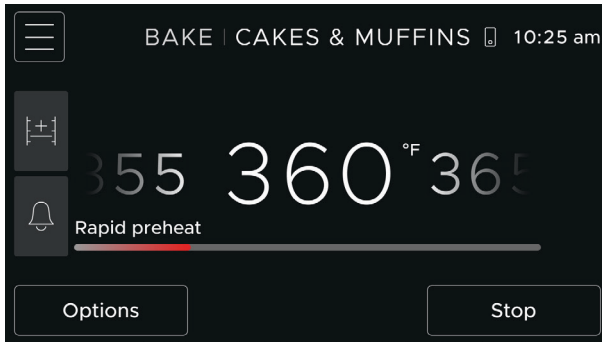 BAKE | CAKES & MUFFINS 10:25 am
355 360 °F 365
Rapid preheat
Options Stop